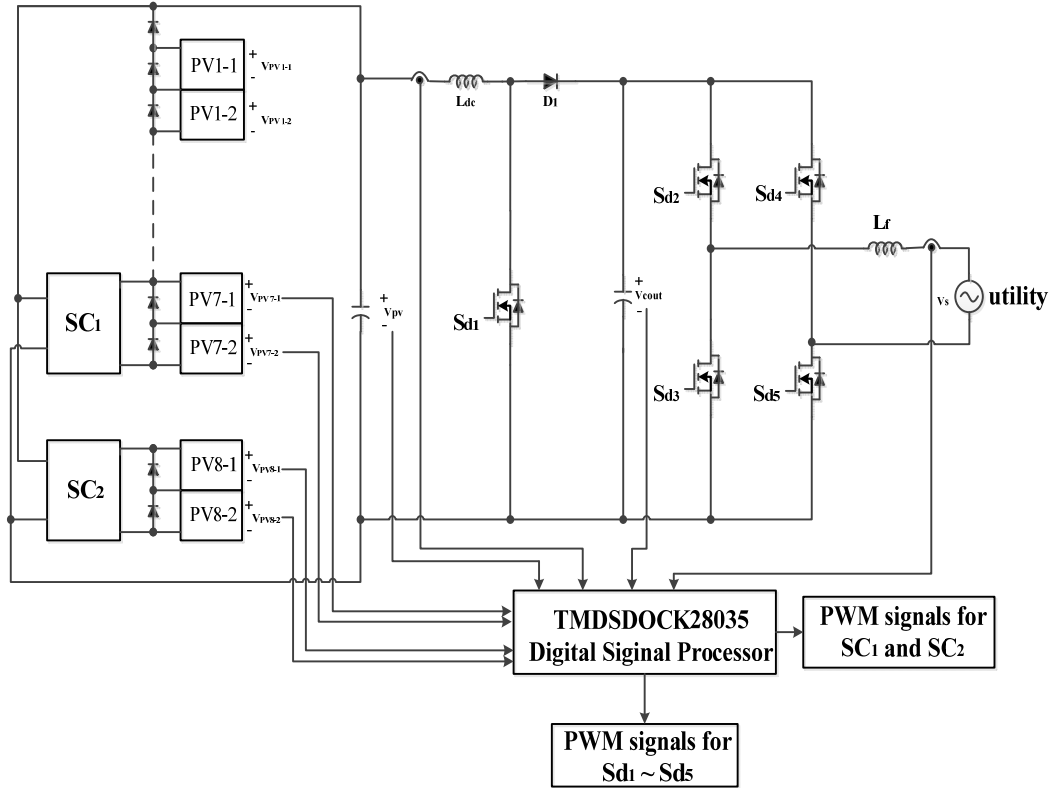 PV1-1
+
VPV1-1
-
PV1-2
+
VPV1-2
-
Ldc
D1
Sd2
Sd4
Lf
SC1
PV7-1
+
VPV7-1
-
PV7-2
+
VPV7-2
-
+
Vpv
-
Sd1
+
Vcout
-
Vs
utility
Sd3
Sd5
SC2
PV8-1
+
VPV8-1
-
PV8-2
+
VPV8-2
-
TMDSDOCK28035
Digital Siginal Processor
PWM signals for
SC1 and SC2
PWM signals for
Sd1 ~ Sd5